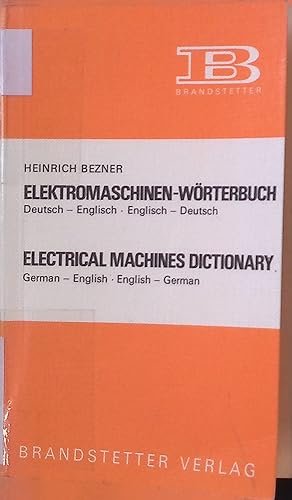 B
BRANDSTETTER
HEINRICH BEZNER
ELEKTROMASCHINEN-WÖRTERBUCH
Deutsch – Englisch · Englisch – Deutsch
ELECTRICAL MACHINES DICTIONARY
German – English · English – German
BRANDSTETTER VERLAG